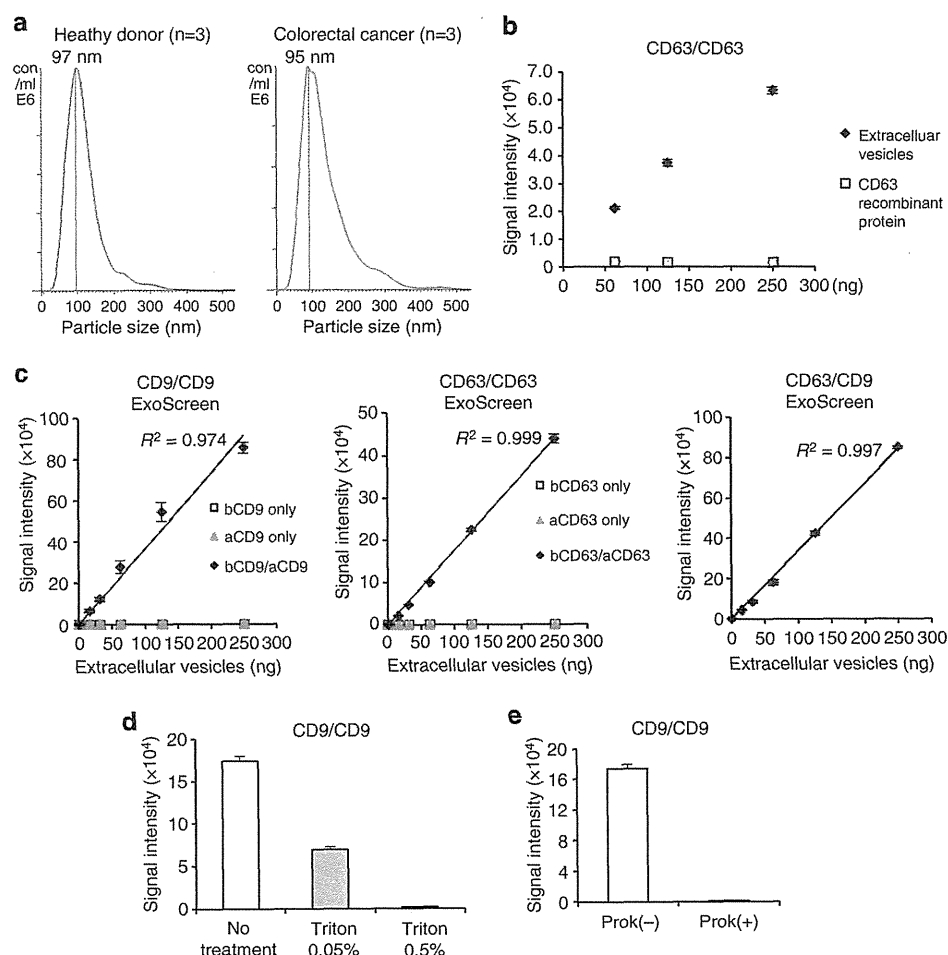 a
Heathy donor (n=3)
97 nm
con
/ml
E6
0 100 200 300 400 500
Particle size (nm)
Colorectal cancer (n=3)
95 nm
con
/ml
E6
0 100 200 300 400 500
Particle size (nm)
b
CD63/CD63
Signal intensity (×10⁴)
7.0
6.0
5.0
4.0
3.0
2.0
1.0
0
0 50 100 150 200 250 300 (ng)
Extracelluar
vesicles
CD63
recombinant
protein
c
CD9/CD9
ExoScreen
Signal intensity (×10⁴)
100
80
60
40
20
0
R² = 0.974
bCD9 only
aCD9 only
bCD9/aCD9
0 50 100 150 200 250 300
Extracellular vesicles (ng)
CD63/CD63
ExoScreen
Signal intensity (×10⁴)
50
40
30
20
10
0
R² = 0.999
bCD63 only
aCD63 only
bCD63/aCD63
0 50 100 150 200 250 300
Extracellular vesicles (ng)
CD63/CD9
ExoScreen
Signal intensity (×10⁴)
100
80
60
40
20
0
R² = 0.997
0 50 100 150 200 250 300
Extracellular vesicles (ng)
d
CD9/CD9
Signal intensity (×10⁴)
20
15
10
5
0
No
treatment
Triton
0.05%
Triton
0.5%
e
CD9/CD9
Signal intensity (×10⁴)
20
16
12
8
4
0
Prok(–)
Prok(+)